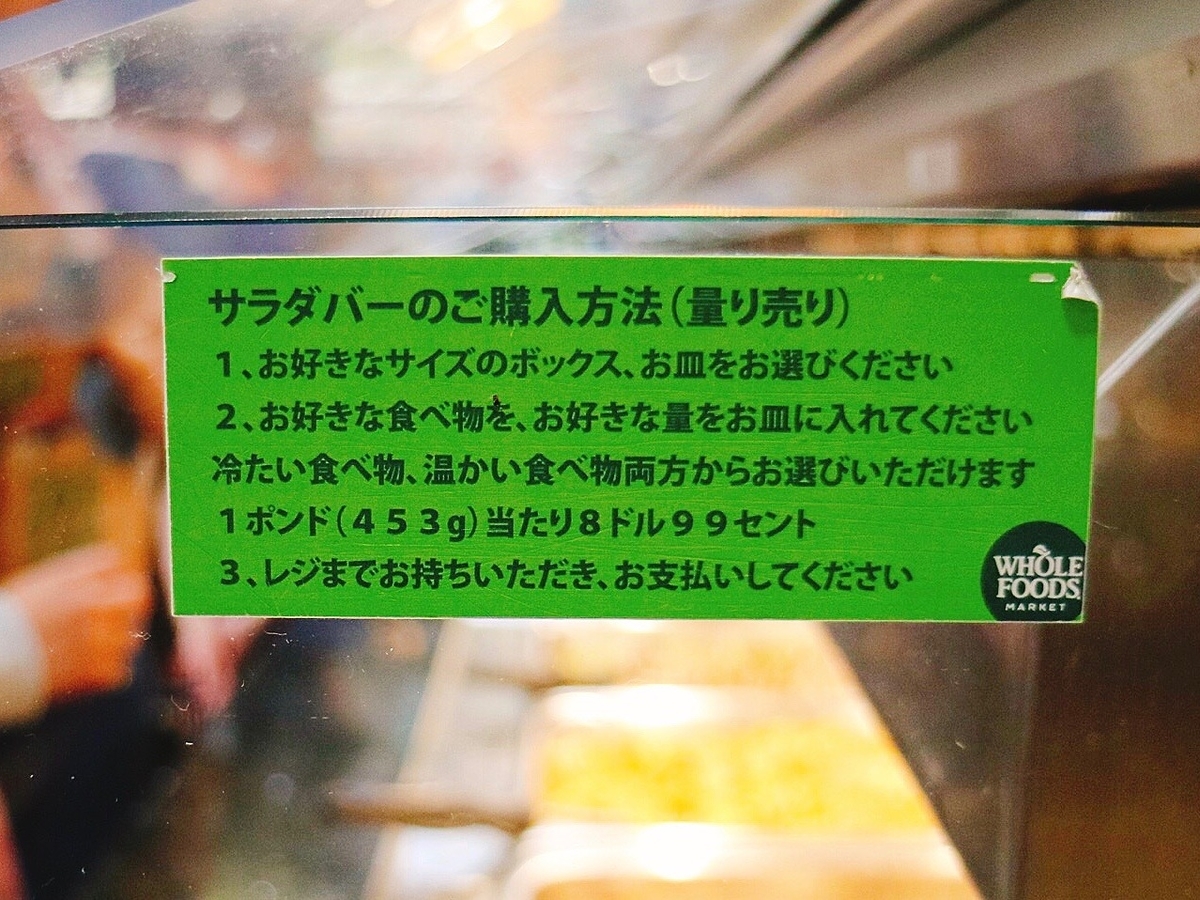 サラダバーのご購入方法(量り売り)
1、お好きなサイズのボックス、お皿をお選びください
2、お好きな食べ物を、お好きな量をお皿に入れてください
冷たい食べ物、温かい食べ物両方からお選びいただけます
1ポンド(453g)当たり8ドル99セント
3、レジまでお持ちいただき、お支払いしてください
WHOLE
FOODS
MARKET